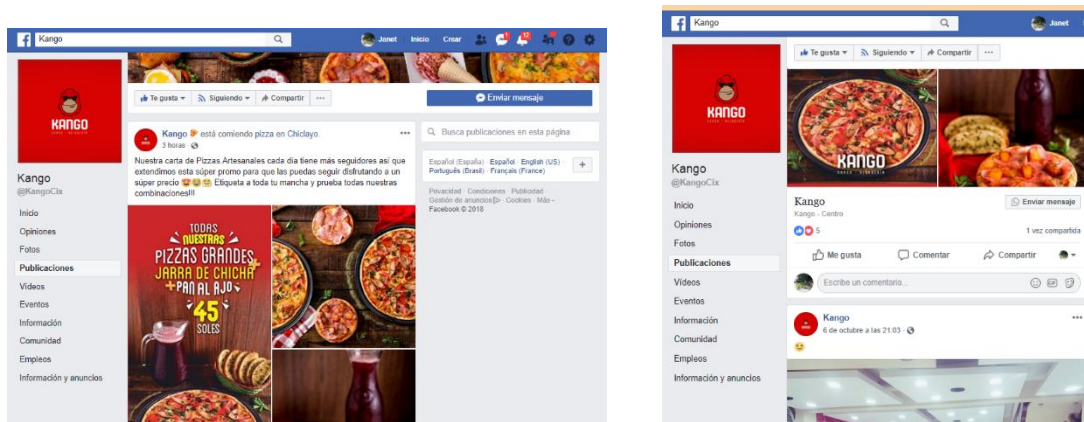 Kango
Janet Inicio Crear
KANGO
Te gusta Siguiendo Compartir
Enviar mensaje
Kango está comiendo pizza en Chiclayo.
3 horas
Nuestra carta de Pizzas Artesanales cada día tiene más seguidores así que
extendimos esta súper promo para que las puedas seguir disfrutando a un
súper precio Etiqueta a toda tu mancha y prueba todas nuestras
combinaciones!!!
Busca publicaciones en esta página
Español (España) · Español · English (US) ·
Português (Brasil) · Français (France)
Privacidad · Condiciones · Publicidad ·
Gestión de anuncios · Cookies · Más
Facebook © 2018
Kango
@KangoCix
Inicio
Opiniones
Fotos
Publicaciones
Vídeos
Eventos
Información
Comunidad
Empleos
Información y anuncios
TODAS
NUESTRAS
PIZZAS GRANDES
JARRA DE CHICHA
+PAN AL AJO
45
SOLES
Kango
Janet
KANGO
Te gusta Siguiendo Compartir
KANGO
Kango
@KangoCix
Inicio
Opiniones
Fotos
Publicaciones
Vídeos
Eventos
Información
Comunidad
Empleos
Información y anuncios
Kango
Enviar mensaje
Kango - Centro
5
1 vez compartida
Me gusta Comentar Compartir
Escribe un comentario...
GIF
Kango
6 de octubre a las 21:03